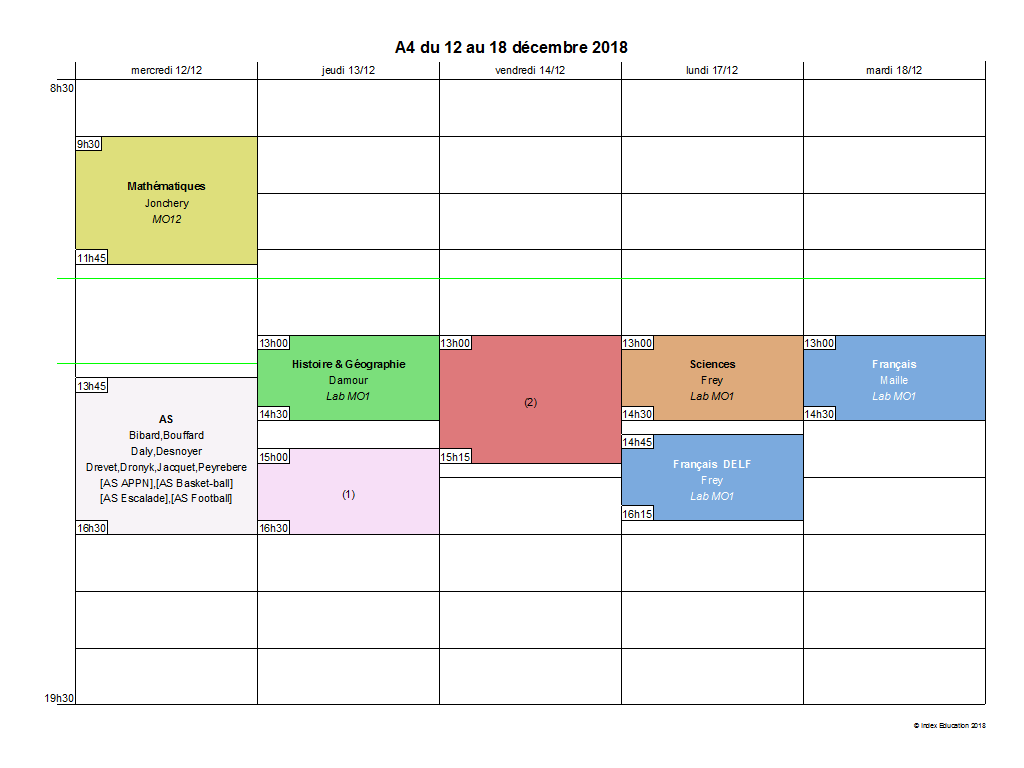 A4 du 12 au 18 décembre 2018
mercredi 12/12
jeudi 13/12
vendredi 14/12
lundi 17/12
mardi 18/12
8h30
9h30
Mathématiques
Jonchery
MO12
11h45
13h45
AS
Bibard,Bouffard
Daly,Desnoyer
Drevet,Dronyk,Jacquet,Peyrebere
[AS APPN],[AS Basket-ball]
[AS Escalade],[AS Football]
16h30
13h00
Histoire & Géographie
Damour
Lab MO1
14h30
15h00
(1)
16h30
13h00
(2)
15h15
13h00
Sciences
Frey
Lab MO1
14h30
14h45
Français DELF
Frey
Lab MO1
16h15
13h00
Français
Maille
Lab MO1
14h30
19h30
© Index Education 2018